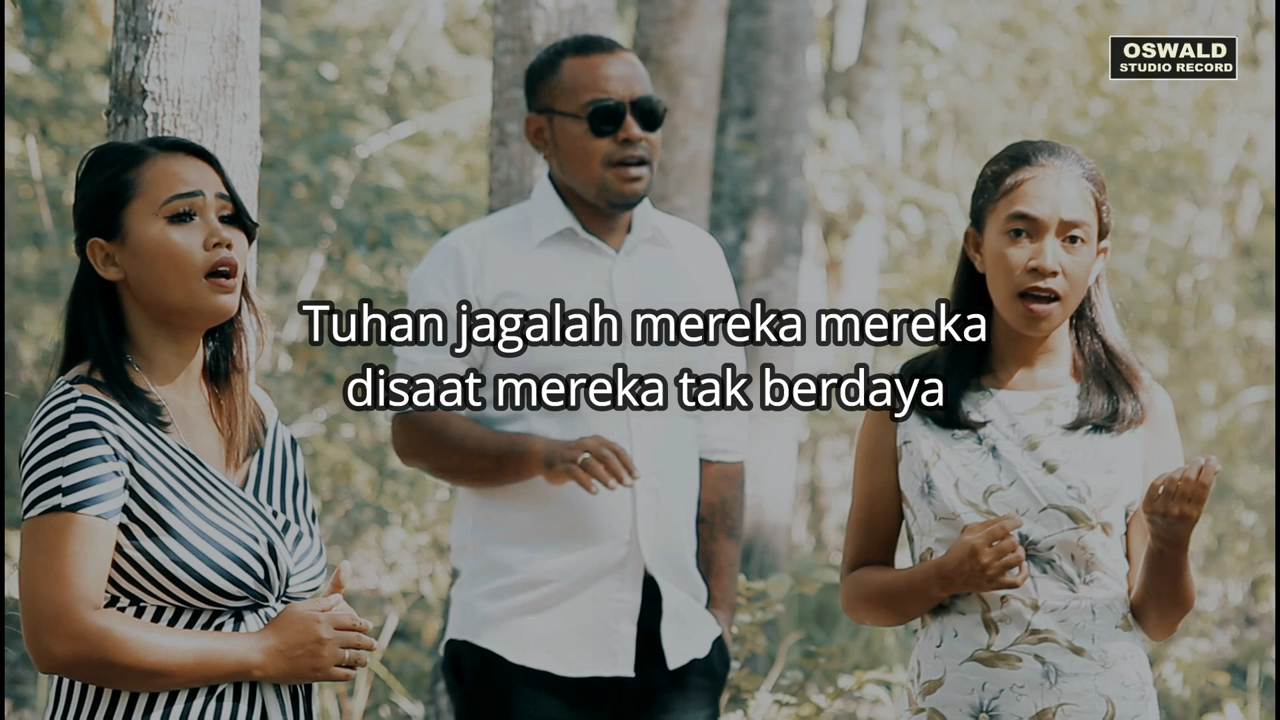 OSWALD
STUDIO RECORD
Tuhan jagalah mereka mereka
disaat mereka tak berdaya